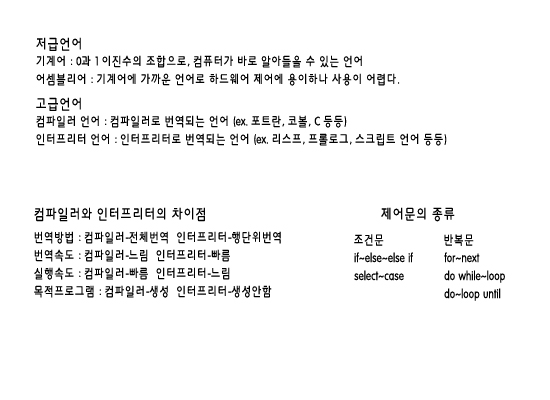 저급언어
기계어 : 0과 1 이진수의 조합으로, 컴퓨터가 바로 알아들을 수 있는 언어
어셈블리어 : 기계어에 가까운 언어로 하드웨어 제어에 용이하나 사용이 어렵다.
고급언어
컴파일러 언어 : 컴파일러로 번역되는 언어 (ex. 포트란, 코볼, C 등등)
인터프리터 언어 : 인터프리터로 번역되는 언어 (ex. 리스프, 프롤로그, 스크립트 언어 등등)
컴파일러와 인터프리터의 차이점
번역방법 : 컴파일러-전체번역 인터프리터-행단위번역
번역속도 : 컴파일러-느림 인터프리터-빠름
실행속도 : 컴파일러-빠름 인터프리터-느림
목적프로그램 : 컴파일러-생성 인터프리터-생성안함
제어문의 종류
조건문
if~else~else if
select~case
반복문
for~next
do while~loop
do~loop until